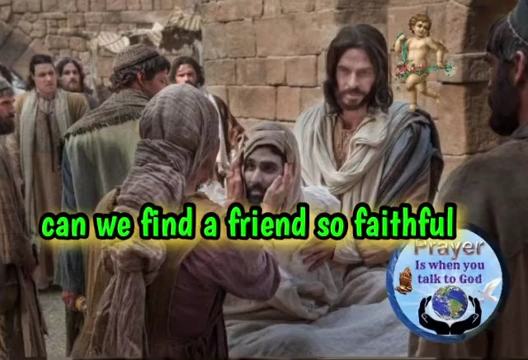 can we find a friend so faithful
Prayer
Is when you
talk to God